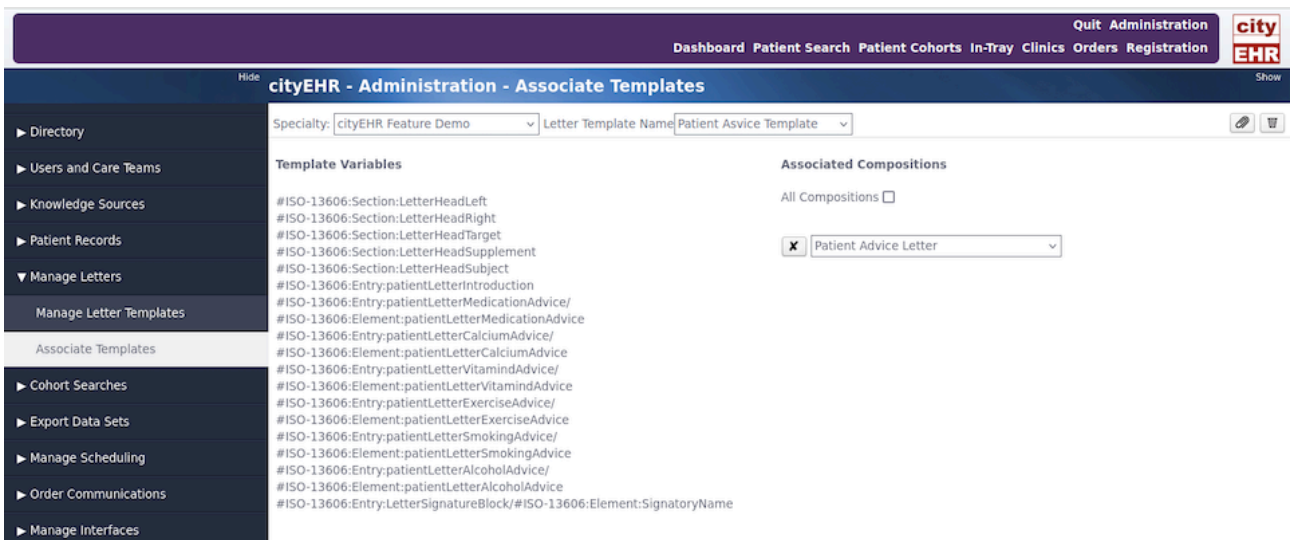 Quit Administration
Dashboard Patient Search Patient Cohorts In-Tray Clinics Orders Registration
city
EHR
Hide
cityEHR - Administration - Associate Templates
Show
▶ Directory
▶ Users and Care Teams
▶ Knowledge Sources
▶ Patient Records
▼ Manage Letters
Manage Letter Templates
Associate Templates
▶ Cohort Searches
▶ Export Data Sets
▶ Manage Scheduling
▶ Order Communications
▶ Manage Interfaces
Specialty: cityEHR Feature Demo Letter Template Name Patient Asvice Template
Template Variables
#ISO-13606:Section:LetterHeadLeft
#ISO-13606:Section:LetterHeadRight
#ISO-13606:Section:LetterHeadTarget
#ISO-13606:Section:LetterHeadSupplement
#ISO-13606:Section:LetterHeadSubject
#ISO-13606:Entry:patientLetterIntroduction
#ISO-13606:Entry:patientLetterMedicationAdvice/
#ISO-13606:Element:patientLetterMedicationAdvice
#ISO-13606:Entry:patientLetterCalciumAdvice/
#ISO-13606:Element:patientLetterCalciumAdvice
#ISO-13606:Entry:patientLetterVitamindAdvice/
#ISO-13606:Element:patientLetterVitamindAdvice
#ISO-13606:Entry:patientLetterExerciseAdvice/
#ISO-13606:Element:patientLetterExerciseAdvice
#ISO-13606:Entry:patientLetterSmokingAdvice/
#ISO-13606:Element:patientLetterSmokingAdvice
#ISO-13606:Entry:patientLetterAlcoholAdvice/
#ISO-13606:Element:patientLetterAlcoholAdvice
#ISO-13606:Entry:LetterSignatureBlock/#ISO-13606:Element:SignatoryName
Associated Compositions
All Compositions
✘ Patient Advice Letter